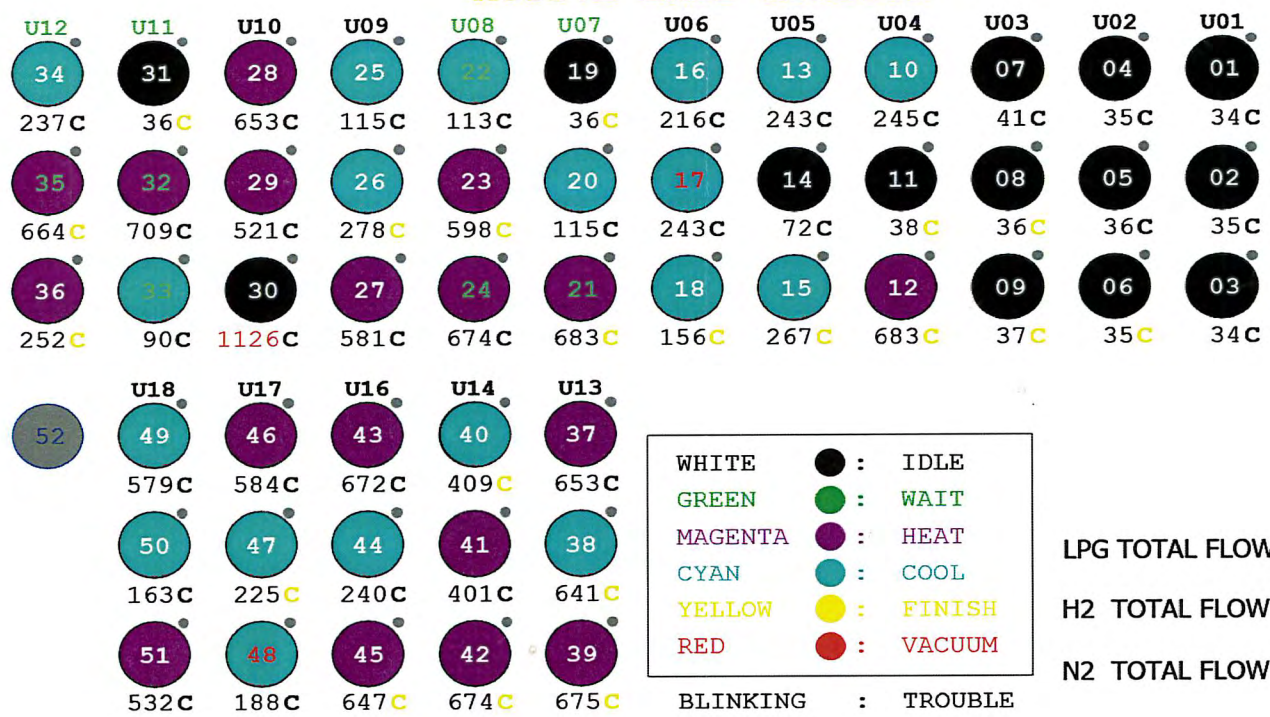 U12 U11 U10 U09 U08 U07 U06 U05 U04 U03 U02 U01
34 31 28 25 22 19 16 13 10 07 04 01
237C 36C 653C 115C 113C 36C 216C 243C 245C 41C 35C 34C
35 32 29 26 23 20 17 14 11 08 05 02
664C 709C 521C 278C 598C 115C 243C 72C 38C 36C 36C 35C
36 33 30 27 24 21 18 15 12 09 06 03
252C 90C 1126C 581C 674C 683C 156C 267C 683C 37C 35C 34C
U18 U17 U16 U14 U13
52 49 46 43 40 37
579C 584C 672C 409C 653C
50 47 44 41 38
163C 225C 240C 401C 641C
51 48 45 42 39
532C 188C 647C 674C 675C
WHITE : IDLE
GREEN : WAIT
MAGENTA : HEAT
CYAN : COOL
YELLOW : FINISH
RED : VACUUM
BLINKING : TROUBLE
LPG TOTAL FLOW
H2 TOTAL FLOW
N2 TOTAL FLOW